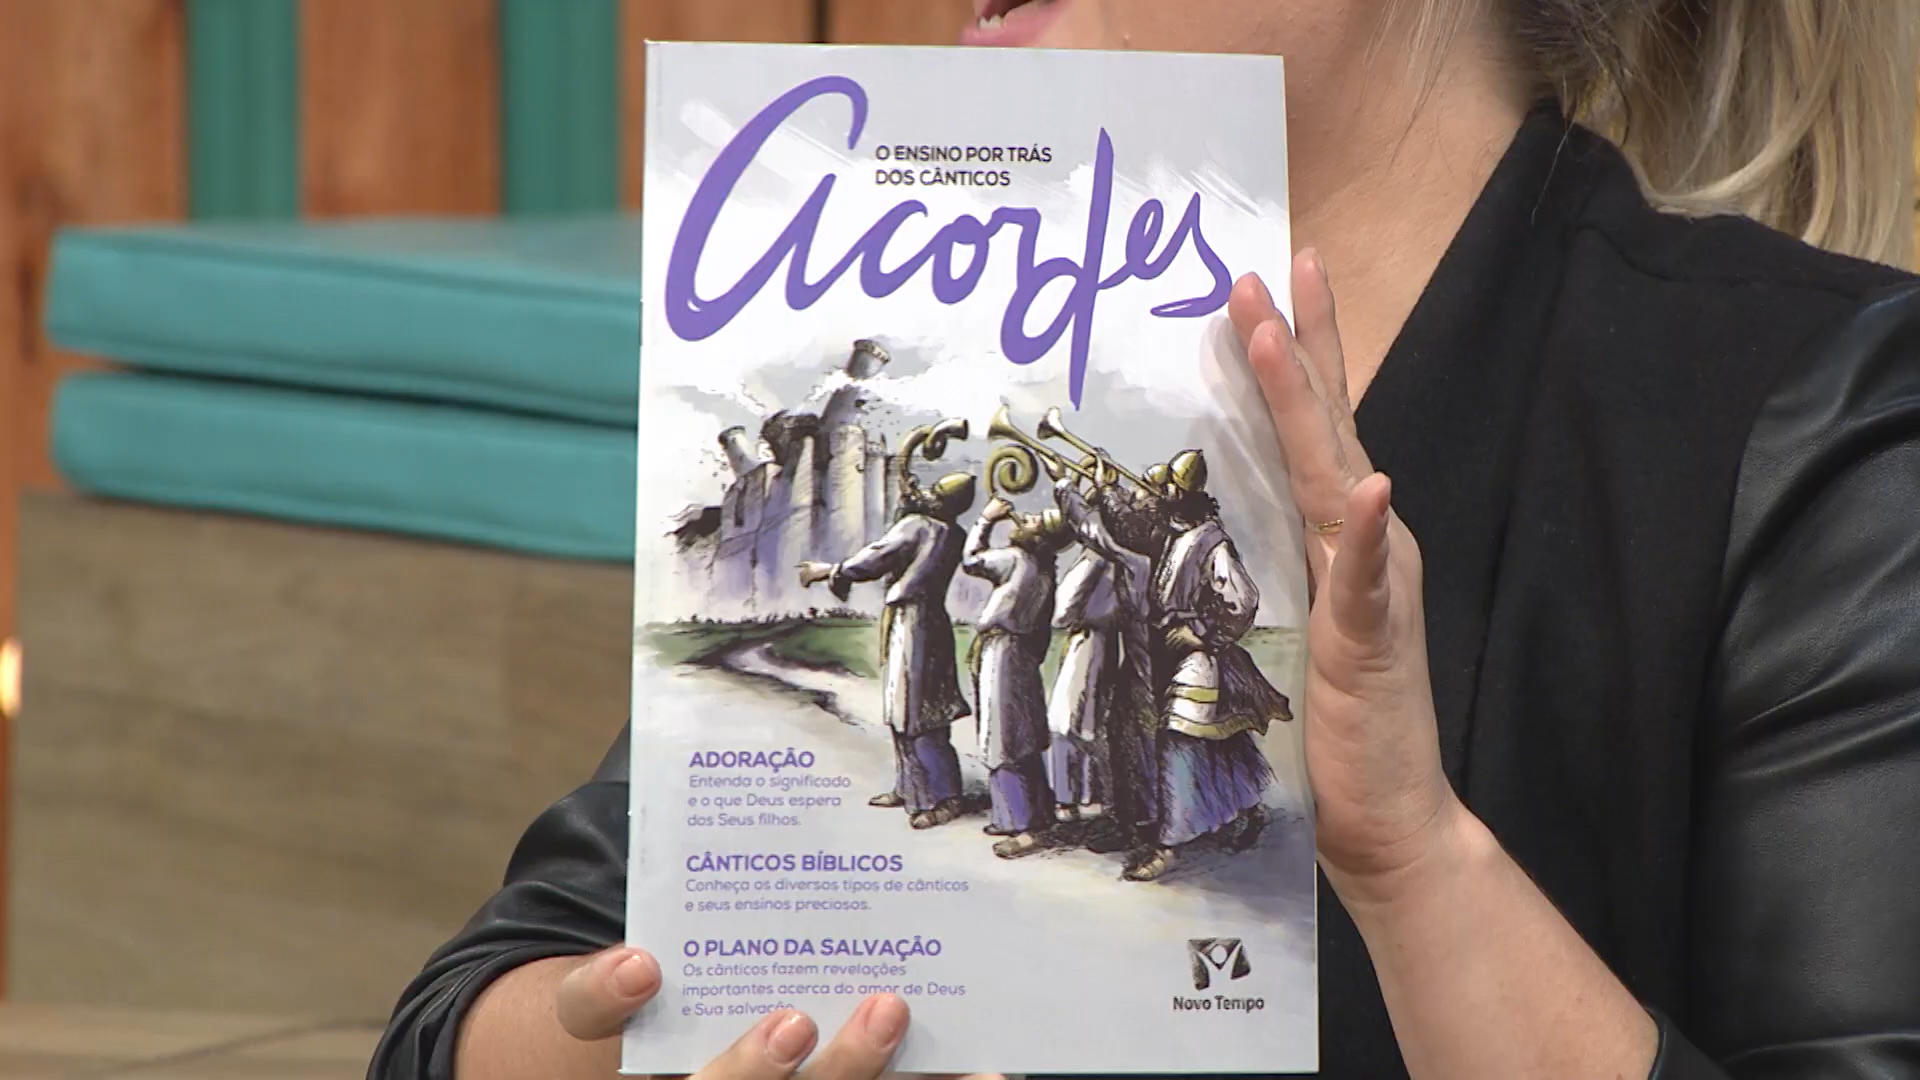 O ENSINO POR TRÁS
DOS CÂNTICOS
Acordes
ADORAÇÃO
Entenda o significado
e o que Deus espera
dos Seus filhos.
CÂNTICOS BÍBLICOS
Conheça os diversos tipos de cânticos
e seus ensinos preciosos.
O PLANO DA SALVAÇÃO
Os cânticos fazem revelações
importantes acerca do amor de Deus
e Sua salvação
Novo Tempo